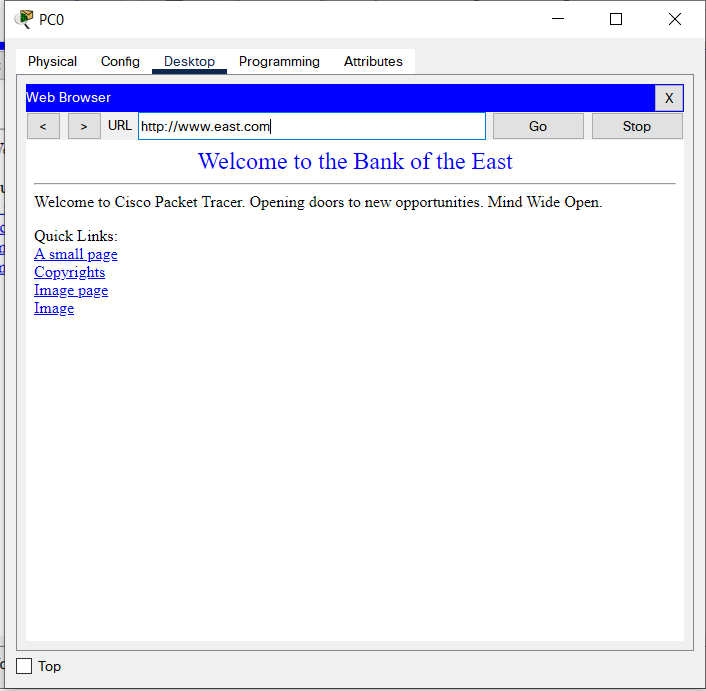 PC0
Physical Config Desktop Programming Attributes
Web Browser X
< > URL http://www.east.com Go Stop
Welcome to the Bank of the East
Welcome to Cisco Packet Tracer. Opening doors to new opportunities. Mind Wide Open.
Quick Links:
A small page
Copyrights
Image page
Image
Top